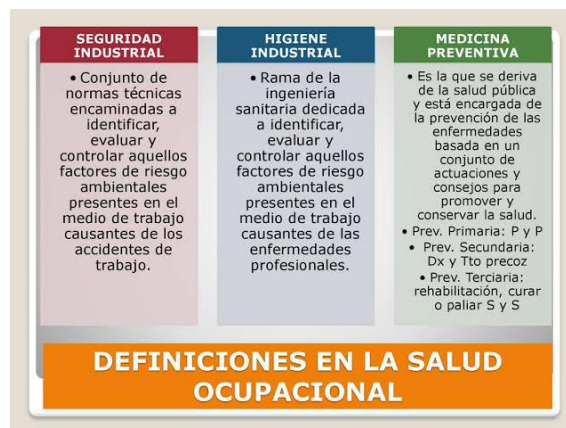 SEGURIDAD
INDUSTRIAL
• Conjunto de
normas técnicas
encaminadas a
identificar,
evaluar y
controlar aquellos
factores de riesgo
ambientales
presentes en el
medio de trabajo
causantes de los
accidentes de
trabajo.
HIGIENE
INDUSTRIAL
• Rama de la
ingeniería
sanitaria dedicada
a identificar,
evaluar y
controlar aquellos
factores de riesgo
ambientales
presentes en el
medio de trabajo
causantes de las
enfermedades
profesionales.
MEDICINA
PREVENTIVA
• Es la que se deriva
de la salud pública
y está encargada de
la prevención de las
enfermedades
basada en un
conjunto de
actuaciones y
consejos para
promover y
conservar la salud.
• Prev. Primaria: P y P
• Prev. Secundaria:
Dx y Tto precoz
• Prev. Terciaria:
rehabilitación, curar
o paliar S y S
DEFINICIONES EN LA SALUD
OCUPACIONAL